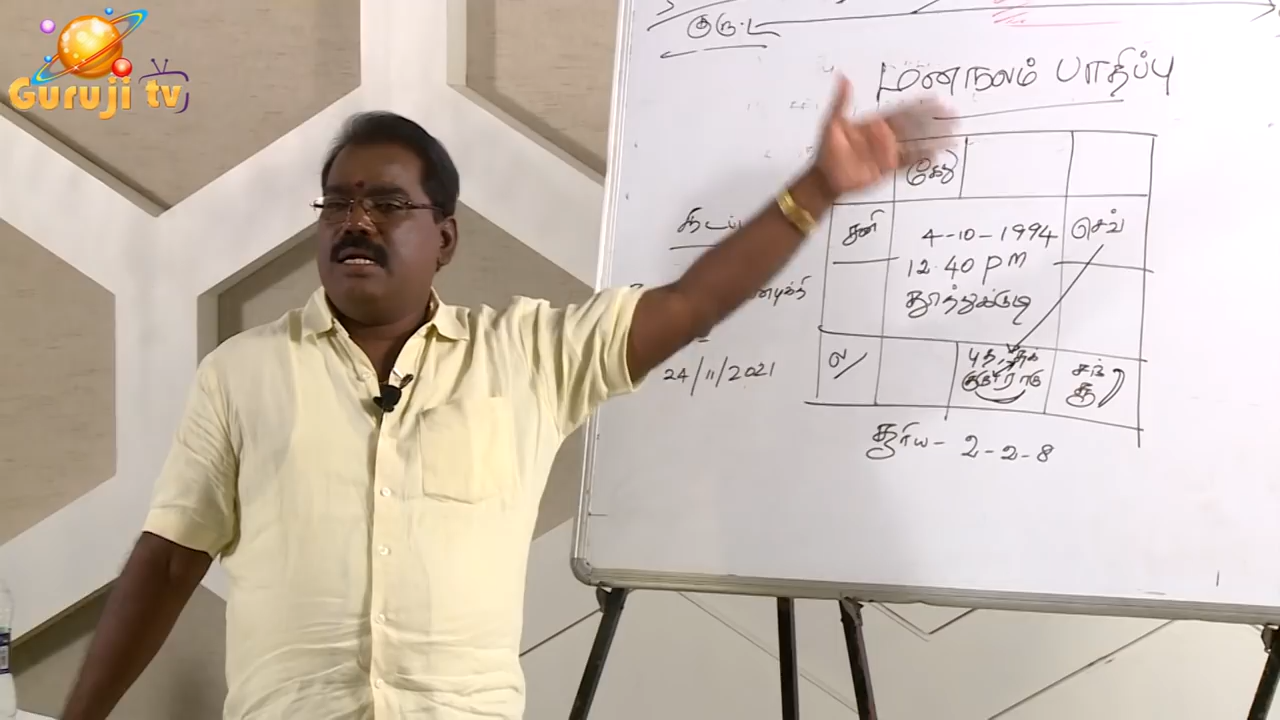 Guruji tv
மனநலம் பாதிப்பு
கேது
சனி
செவ்
4-10-1994
12.40 pm
தூத்துக்குடி
24/11/2021
ல/
புத, சுக்
குரு ராகு
சந்
சூ
சூரிய - 2-2-8